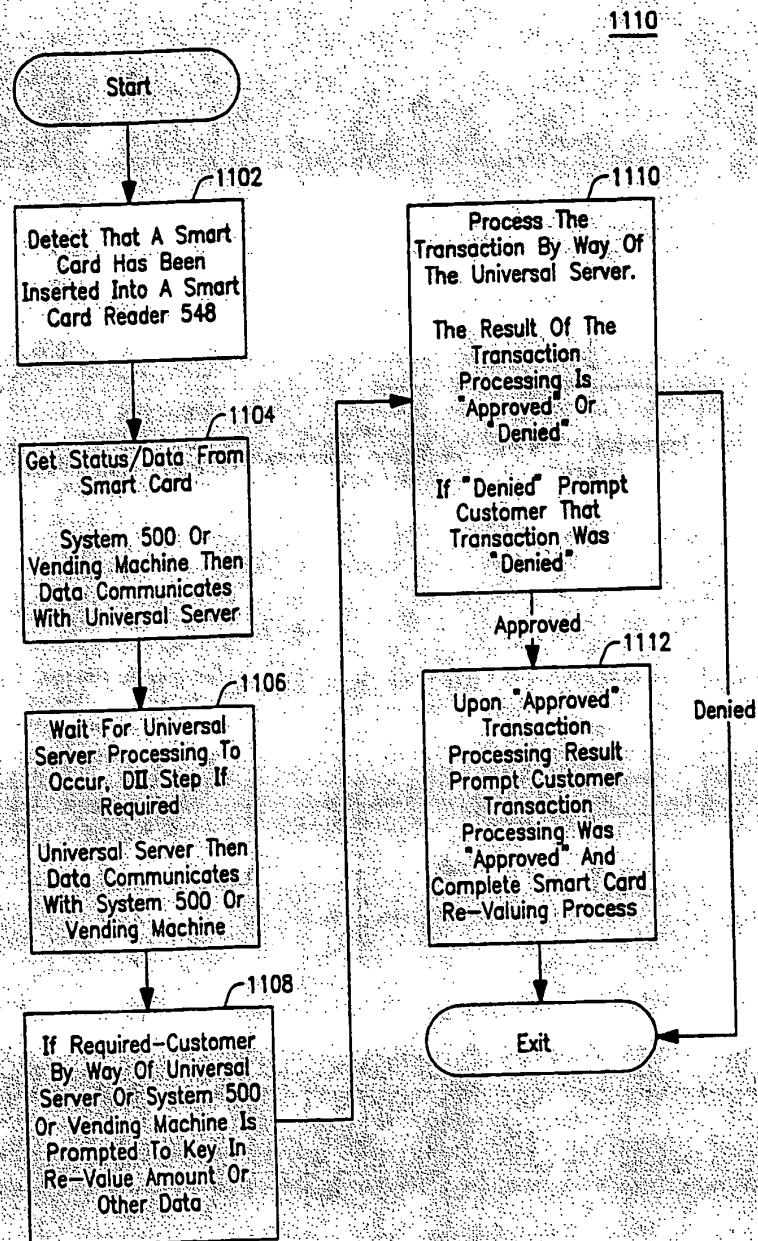 1110
Start
1102
Detect That A Smart
Card Has Been
Inserted Into A Smart
Card Reader 548
1104
Get Status/Data From
Smart Card
System 500 Or
Vending Machine Then
Data Communicates
With Universal Server
1106
Wait For Universal
Server Processing To
Occur, DII Step If
Required
Universal Server Then
Data Communicates
With System 500 Or
Vending Machine
1108
If Required-Customer
By Way Of Universal
Server Or System 500
Or Vending Machine Is
Prompted To Key In
Re-Value Amount Or
Other Data
1110
Process The
Transaction By Way Of
The Universal Server.
The Result Of The
Transaction
Processing Is
"Approved" Or
"Denied"
If "Denied" Prompt
Customer That
Transaction Was
"Denied"
Approved
1112
Upon "Approved"
Transaction
Processing Result
Prompt Customer
Transaction
Processing Was
"Approved" And
Complete Smart Card
Re-Valuing Process
Denied
Exit